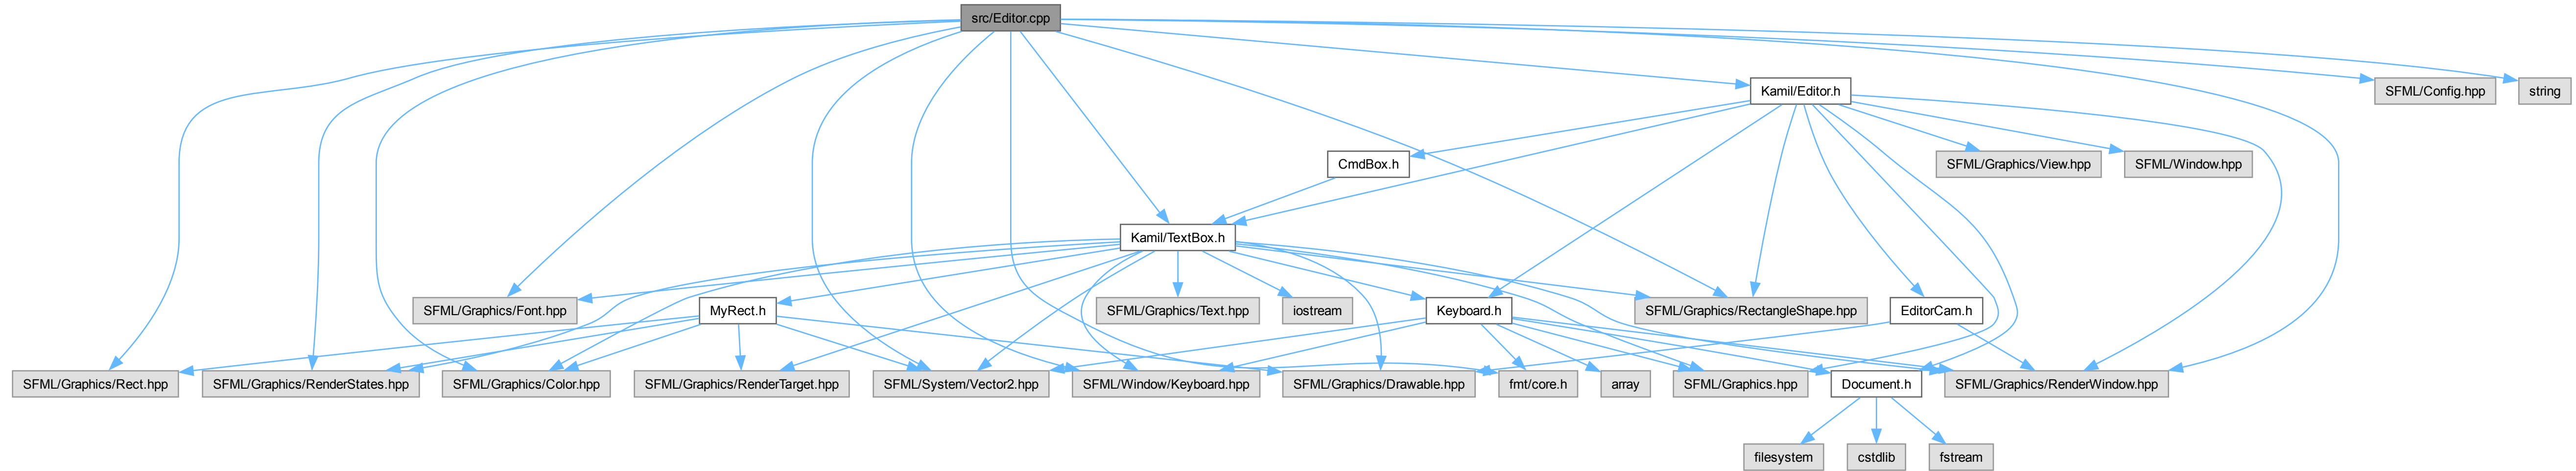 src/Editor.cpp
Kamil/Editor.h
SFML/Config.hpp
string
CmdBox.h
SFML/Graphics/View.hpp
SFML/Window.hpp
Kamil/TextBox.h
SFML/Graphics/Font.hpp
MyRect.h
SFML/Graphics/Text.hpp
iostream
Keyboard.h
SFML/Graphics/RectangleShape.hpp
EditorCam.h
SFML/Graphics/Rect.hpp
SFML/Graphics/RenderStates.hpp
SFML/Graphics/Color.hpp
SFML/Graphics/RenderTarget.hpp
SFML/System/Vector2.hpp
SFML/Window/Keyboard.hpp
SFML/Graphics/Drawable.hpp
fmt/core.h
array
SFML/Graphics.hpp
Document.h
SFML/Graphics/RenderWindow.hpp
filesystem
cstdlib
fstream